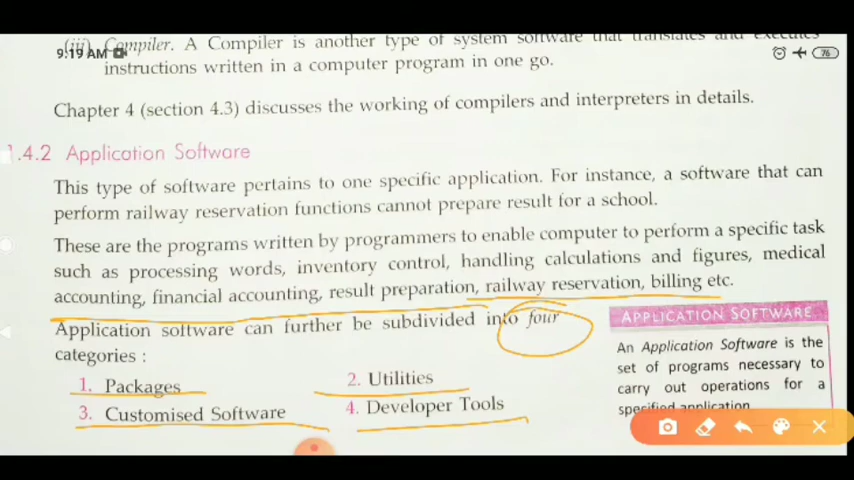 (iii) Compiler. A Compiler is another type of system software that translates and executes
9:19 AM
76
instructions written in a computer program in one go.
Chapter 4 (section 4.3) discusses the working of compilers and interpreters in details.
1.4.2 Application Software
This type of software pertains to one specific application. For instance, a software that can
perform railway reservation functions cannot prepare result for a school.
These are the programs written by programmers to enable computer to perform a specific task
such as processing words, inventory control, handling calculations and figures, medical
accounting, financial accounting, result preparation, railway reservation, billing etc.
Application software can further be subdivided into four
categories :
1. Packages
2. Utilities
3. Customised Software
4. Developer Tools
APPLICATION SOFTWARE
An Application Software is the
set of programs necessary to
carry out operations for a
specified application.